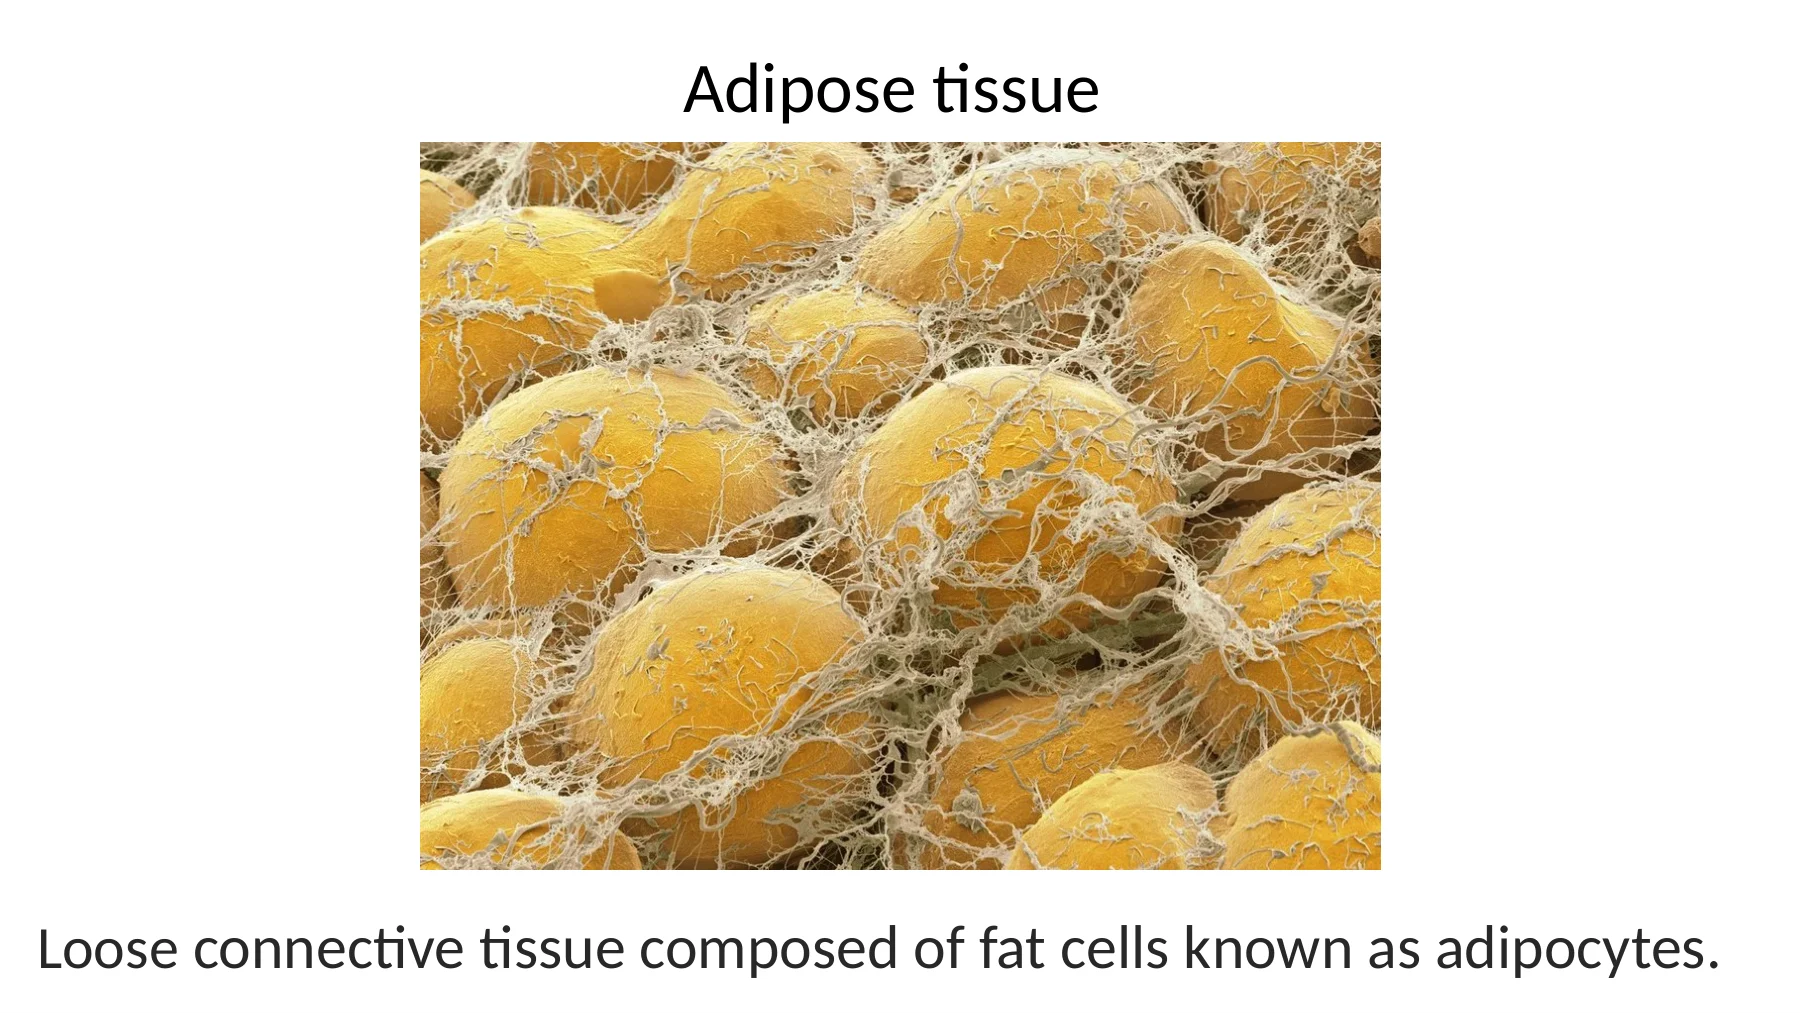 Adipose tissue
Loose connective tissue composed of fat cells known as adipocytes.